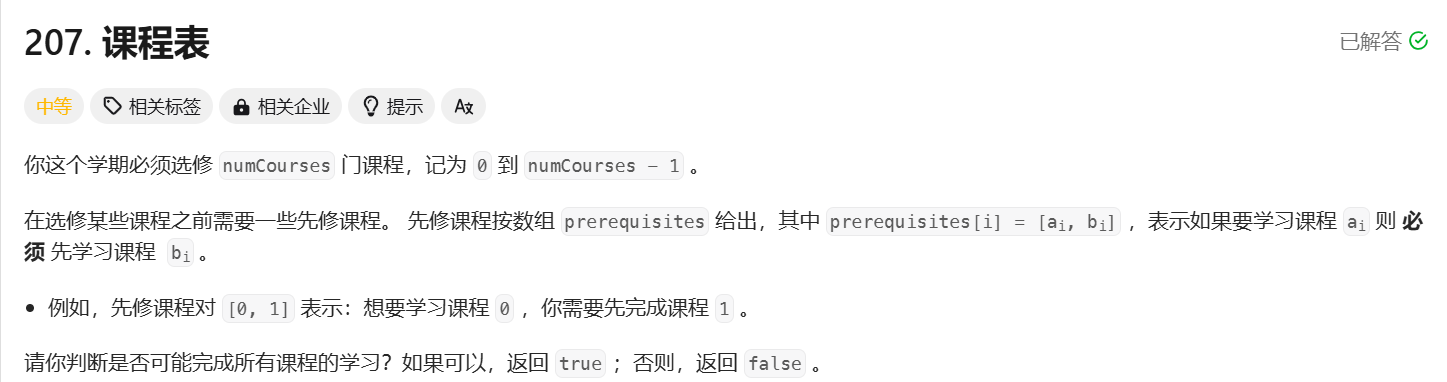 207. 课程表
已解答
中等 相关标签 相关企业 提示 Aあ
你这个学期必须选修 numCourses 门课程，记为 0 到 numCourses - 1 。
在选修某些课程之前需要一些先修课程。 先修课程按数组 prerequisites 给出，其中 prerequisites[i] = [ai, bi] ，表示如果要学习课程 ai 则 必
须 先学习课程 bi 。
• 例如，先修课程对 [0, 1] 表示：想要学习课程 0 ，你需要先完成课程 1 。
请你判断是否可能完成所有课程的学习？如果可以，返回 true ；否则，返回 false 。